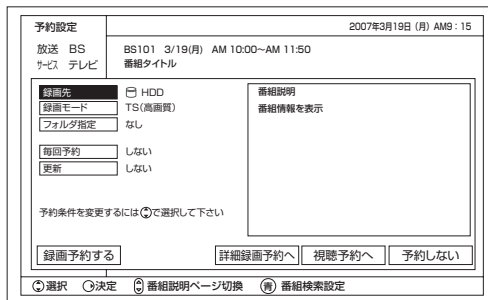 予約設定 2007年3月19日（月） AM9：15
放送 BS BS101 3/19(月) AM 10:00〜AM 11:50
サービス テレビ 番組タイトル
録画先 HDD
録画モード TS(高画質)
フォルダ指定 なし
毎回予約 しない
更新 しない
予約条件を変更するにはで選択して下さい
番組説明
番組情報を表示
録画予約する 詳細録画予約へ 視聴予約へ 予約しない
選択 決定 番組説明ページ切換 青 番組検索設定